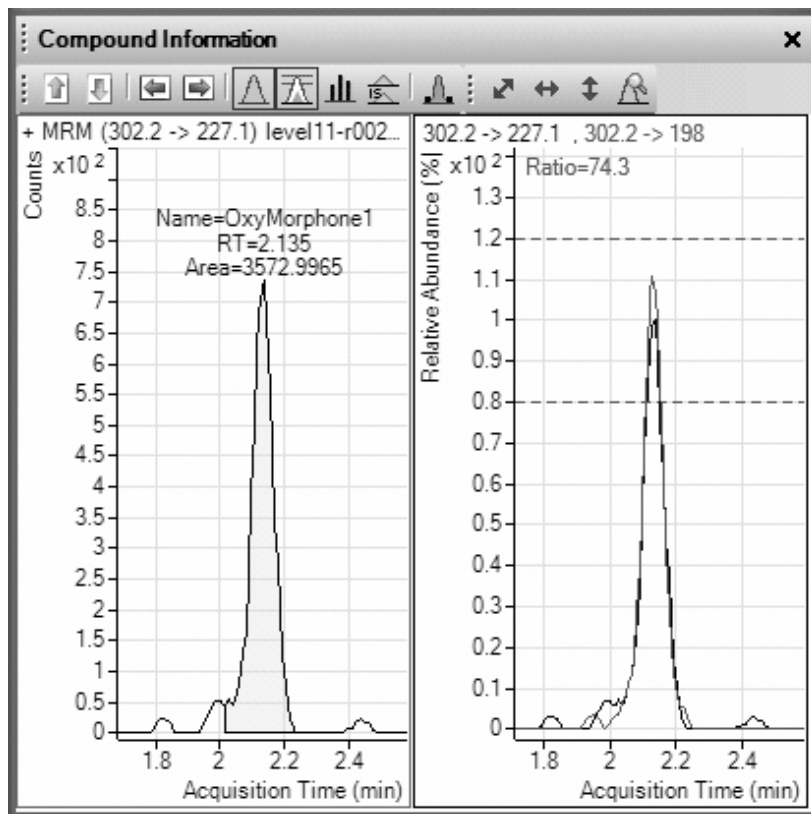 Compound Information
IS
+ MRM (302.2 -> 227.1) level11-r002...
Counts
x10 2
8.5
8
7.5
7
6.5
6
5.5
5
4.5
4
3.5
3
2.5
2
1.5
1
0.5
0
Name=OxyMorphone1
RT=2.135
Area=3572.9965
1.8 2 2.2 2.4
Acquisition Time (min)
302.2 -> 227.1 , 302.2 -> 198
Relative Abundance (%)
x10 2
Ratio=74.3
1.3
1.2
1.1
1
0.9
0.8
0.7
0.6
0.5
0.4
0.3
0.2
0.1
0
1.8 2 2.2 2.4
Acquisition Time (min)